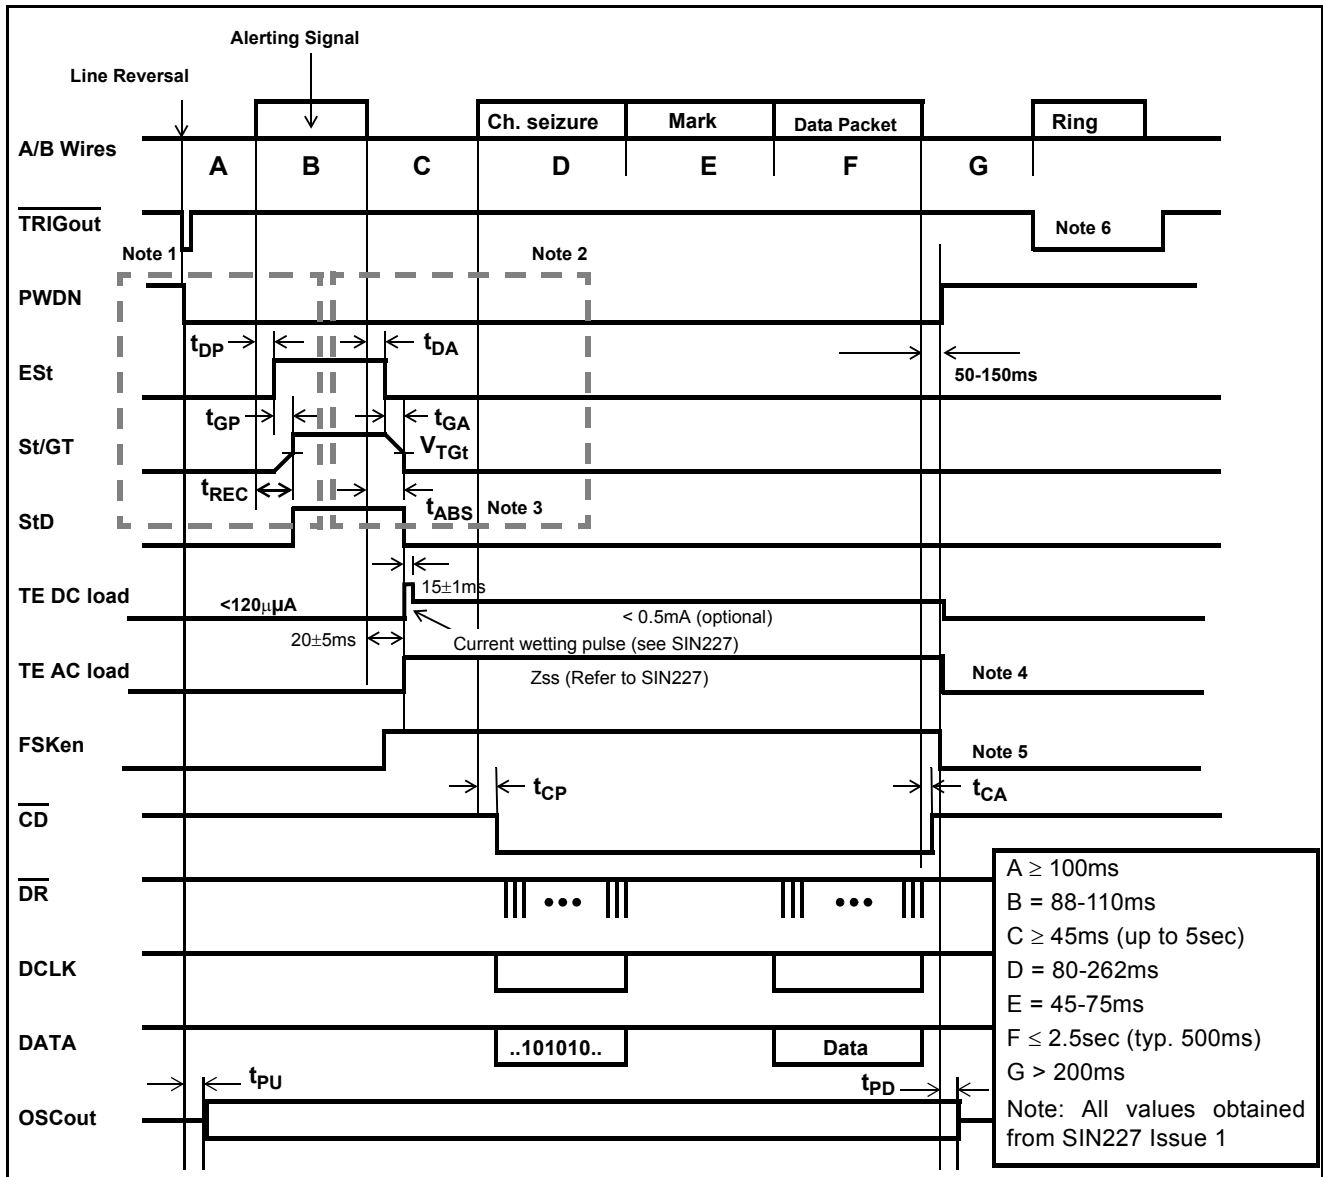 Alerting Signal
Line Reversal
Ch. seizure Mark Data Packet Ring
A/B Wires
A B C D E F G
TRIGout
Note 6
Note 1 Note 2
PWDN
tDP tDA
ESt
50-150ms
tGP tGA
St/GT VTGt
tREC
tABS Note 3
StD
15±1ms
TE DC load <120µµA
< 0.5mA (optional)
20±5ms Current wetting pulse (see SIN227)
TE AC load Zss (Refer to SIN227) Note 4
FSKen Note 5
tCP tCA
CD
DR
DCLK
DATA ..101010.. Data
tPU tPD
OSCout
A ≥ 100ms
B = 88-110ms
C ≥ 45ms (up to 5sec)
D = 80-262ms
E = 45-75ms
F ≤ 2.5sec (typ. 500ms)
G > 200ms
Note: All values obtained
from SIN227 Issue 1